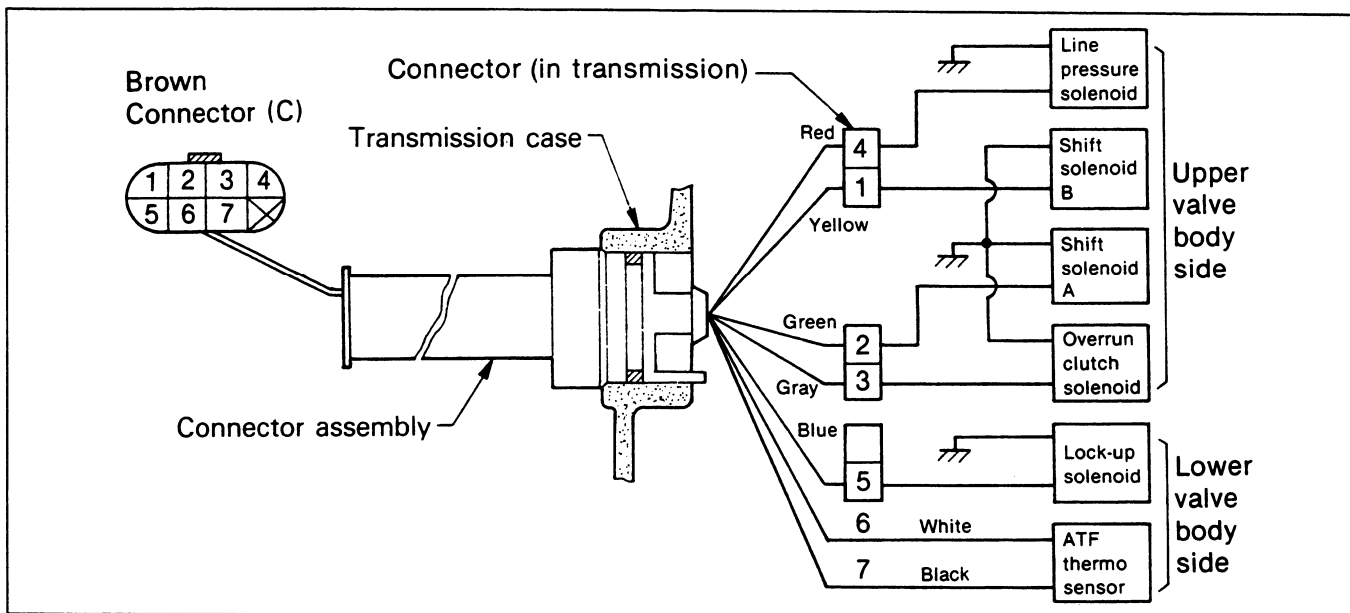 Brown
Connector (C)
1 2 3 4
5 6 7
Transmission case
Connector assembly
Connector (in transmission)
Red
4
1
Yellow
Green
2
3
Gray
Blue
5
6 White
7 Black
Line
pressure
solenoid
Shift
solenoid
B
Shift
solenoid
A
Overrun
clutch
solenoid
Upper
valve
body
side
Lock-up
solenoid
ATF
thermo
sensor
Lower
valve
body
side